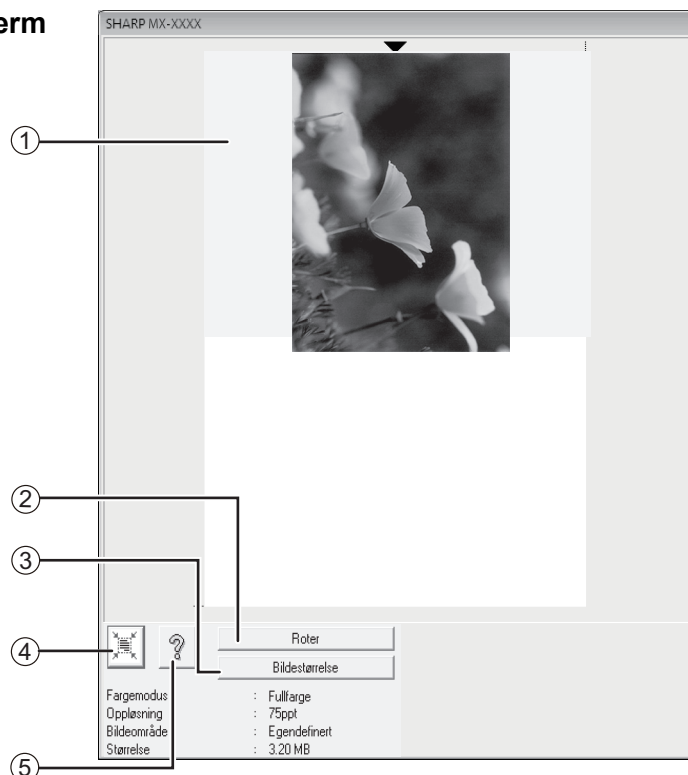 erm
SHARP MX-XXXX
1
2
3
4
5
Roter
Bildestørrelse
Fargemodus : Fullfarge
Oppløsning : 75ppt
Bildeområde : Egendefinert
Størrelse : 3.20 MB